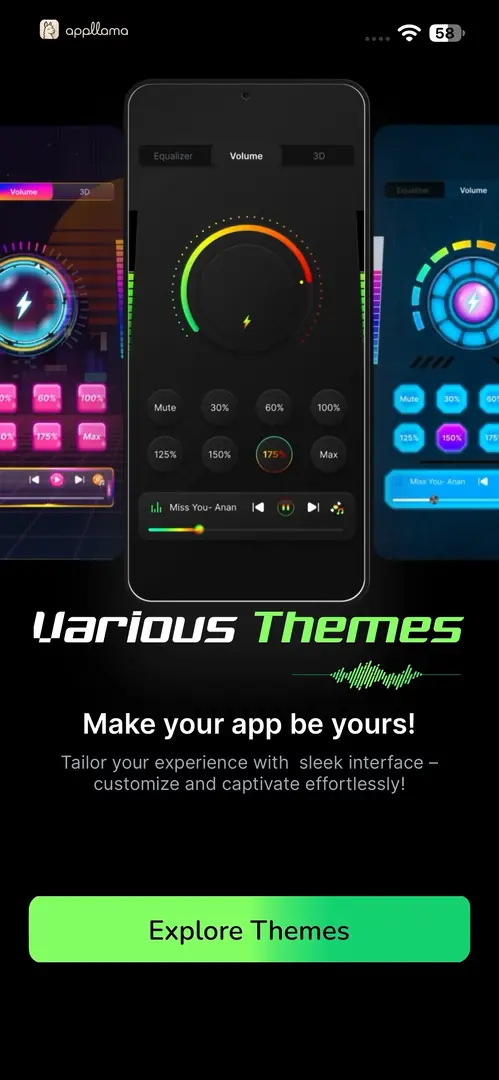 appllama
58
Equalizer Volume 3D
Volume 3D
Equalizer Volume
Mute 30% 60% 100%
125% 150% 175% Max
60% 100%
175% Max
Mute 30%
125% 150%
Miss You- Anan
Miss You- Anan
Various Themes
Make your app be yours!
Tailor your experience with sleek interface –
customize and captivate effortlessly!
Explore Themes